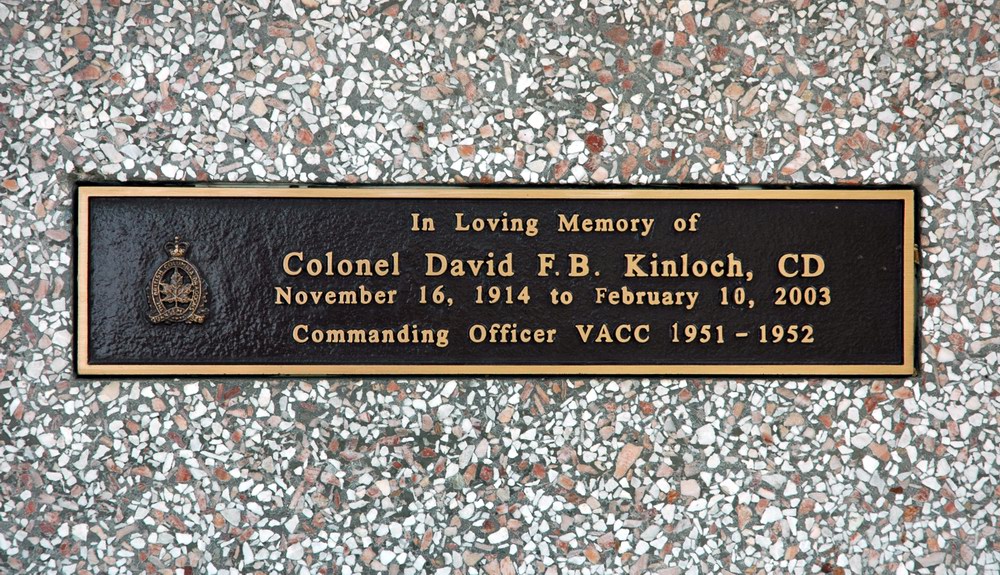 In Loving Memory of
Colonel David F.B. Kinloch, CD
November 16, 1914 to February 10, 2003
Commanding Officer VACC 1951 – 1952